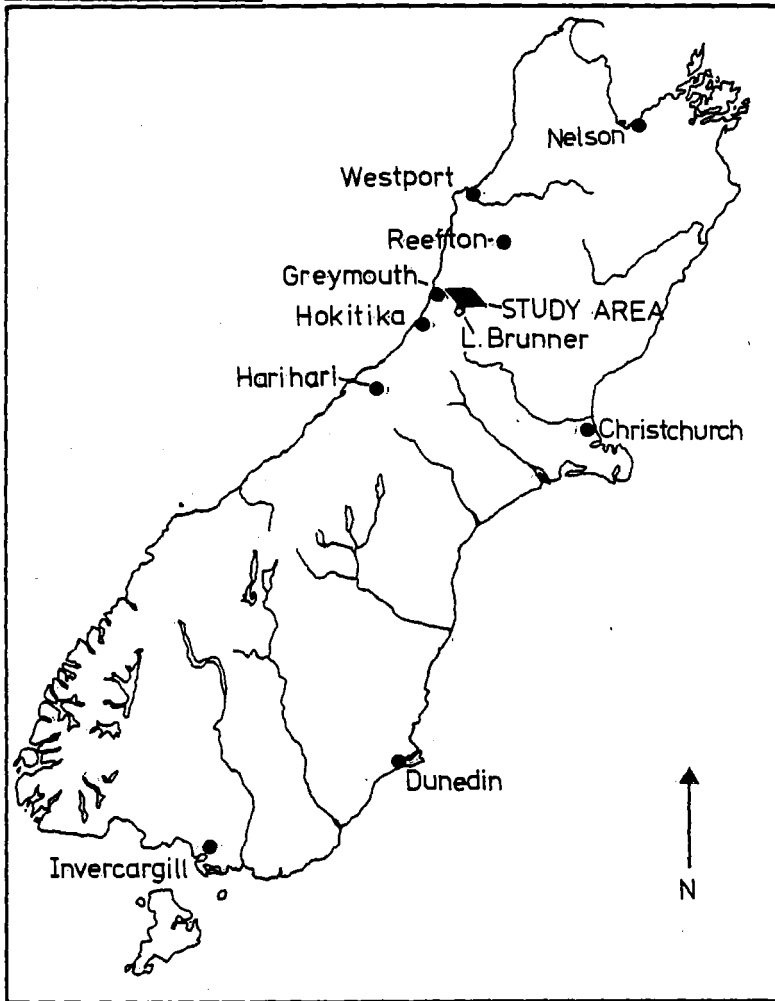 Nelson
Westport
Reefton
Greymouth
STUDY AREA
Hokitika
L. Brunner
Harihari
Christchurch
Dunedin
Invercargill
N